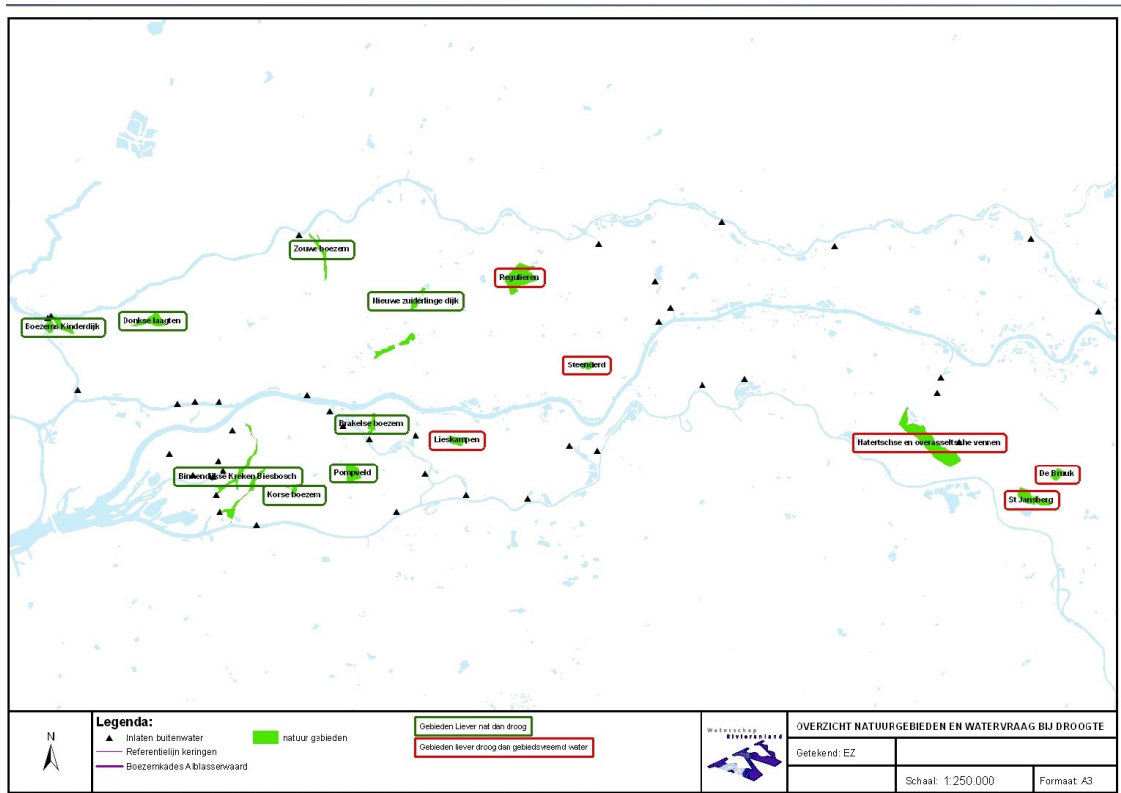 Zouwe boezem
Regulieren
Nieuwe zuiderlinge dijk
Boezems Kinderdijk
Donkse laagten
Steenderd
Brakelse boezem
Lieskampen
Hatertsche en overasseltsche vennen
Pompveld
De Bruuk
Korse boezem
St Jansberg
N
Legenda:
Inlaten buitenwater
Referentielijn keringen
Boezemkades Alblasserwaard
natuur gebieden
Gebieden Liever nat dan droog
Gebieden liever droog dan gebiedsvreemd water
Waterschap
Rivierenland
OVERZICHT NATUURGEBIEDEN EN WATERVRAAG BIJ DROOGTE
Getekend: EZ
Schaal: 1:250.000
Formaat: A3
Kreken Biesbosch